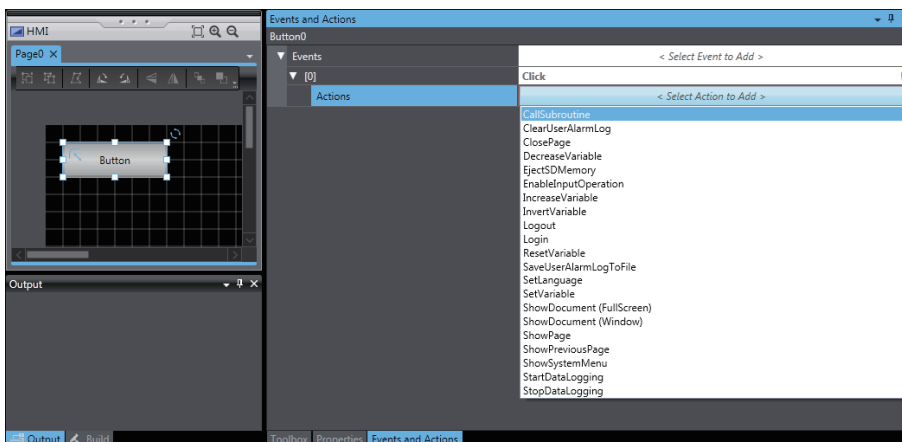 HMI
Page0
Button
Output
Output Build
Events and Actions
Button0
Events
< Select Event to Add >
[0]
Click
Actions
< Select Action to Add >
CallSubroutine
ClearUserAlarmLog
ClosePage
DecreaseVariable
EjectSDMemory
EnableInputOperation
IncreaseVariable
InvertVariable
Logout
Login
ResetVariable
SaveUserAlarmLogToFile
SetLanguage
SetVariable
ShowDocument (FullScreen)
ShowDocument (Window)
ShowPage
ShowPreviousPage
ShowSystemMenu
StartDataLogging
StopDataLogging
Toolbox Properties Events and Actions